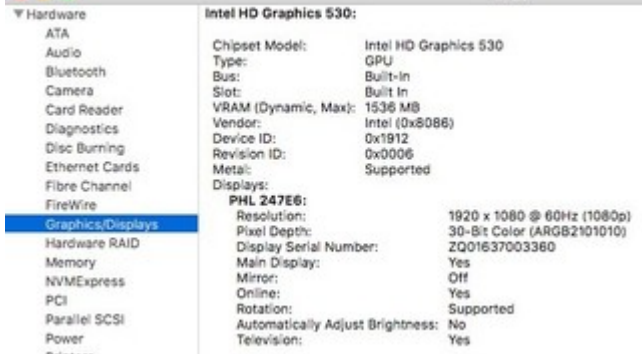 Hardware
ATA
Audio
Bluetooth
Camera
Card Reader
Diagnostics
Disc Burning
Ethernet Cards
Fibre Channel
FireWire
Graphics/Displays
Hardware RAID
Memory
NVMExpress
PCI
Parallel SCSI
Power
Intel HD Graphics 530:
Chipset Model: Intel HD Graphics 530
Type: GPU
Bus: Built-In
Slot: Built In
VRAM (Dynamic, Max): 1536 MB
Vendor: Intel (0x8086)
Device ID: 0x1912
Revision ID: 0x0006
Metal: Supported
Displays:
PHL 247E6:
Resolution: 1920 x 1080 @ 60Hz (1080p)
Pixel Depth: 30-Bit Color (ARGB2101010)
Display Serial Number: ZQ01637003360
Main Display: Yes
Mirror: Off
Online: Yes
Rotation: Supported
Automatically Adjust Brightness: No
Television: Yes